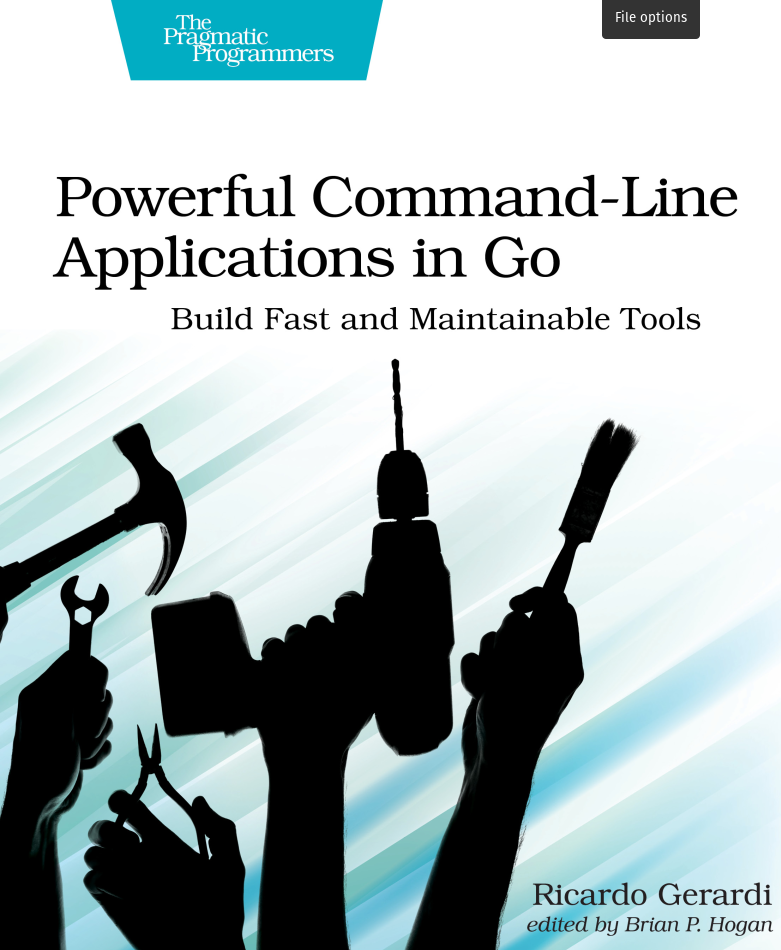 The
Pragmatic
Programmers
File options
Powerful Command-Line
Applications in Go
Build Fast and Maintainable Tools
Ricardo Gerardi
edited by Brian P. Hogan